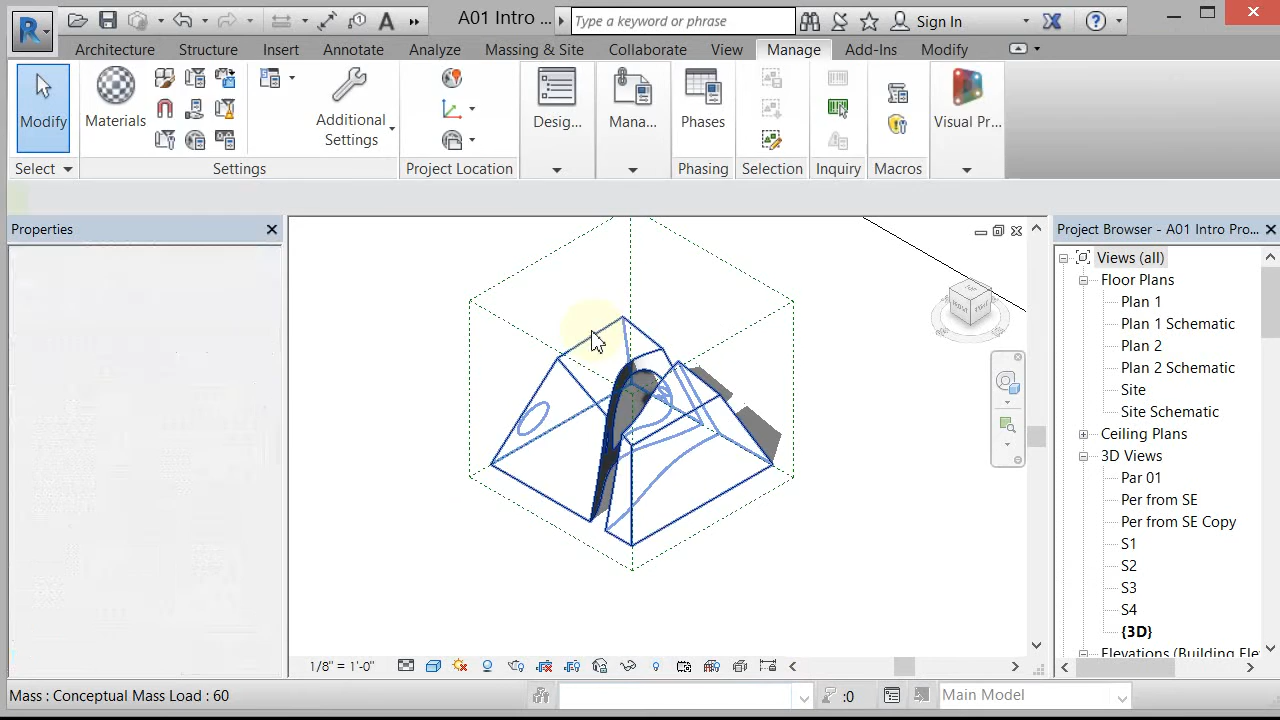 A01 Intro ...
Type a keyword or phrase
Sign In
Architecture Structure Insert Annotate Analyze Massing & Site Collaborate View Manage Add-Ins Modify
Modify
Materials
Additional
Settings
Desig...
Mana...
Phases
Visual Pr...
Select
Settings
Project Location
Phasing
Selection
Inquiry
Macros
Properties
Project Browser - A01 Intro Pro...
Views (all)
Floor Plans
Plan 1
Plan 1 Schematic
Plan 2
Plan 2 Schematic
Site
Site Schematic
Ceiling Plans
3D Views
Par 01
Per from SE
Per from SE Copy
S1
S2
S3
S4
{3D}
Elevations (Building Ele
1/8" = 1'-0"
Mass : Conceptual Mass Load : 60
:0
Main Model